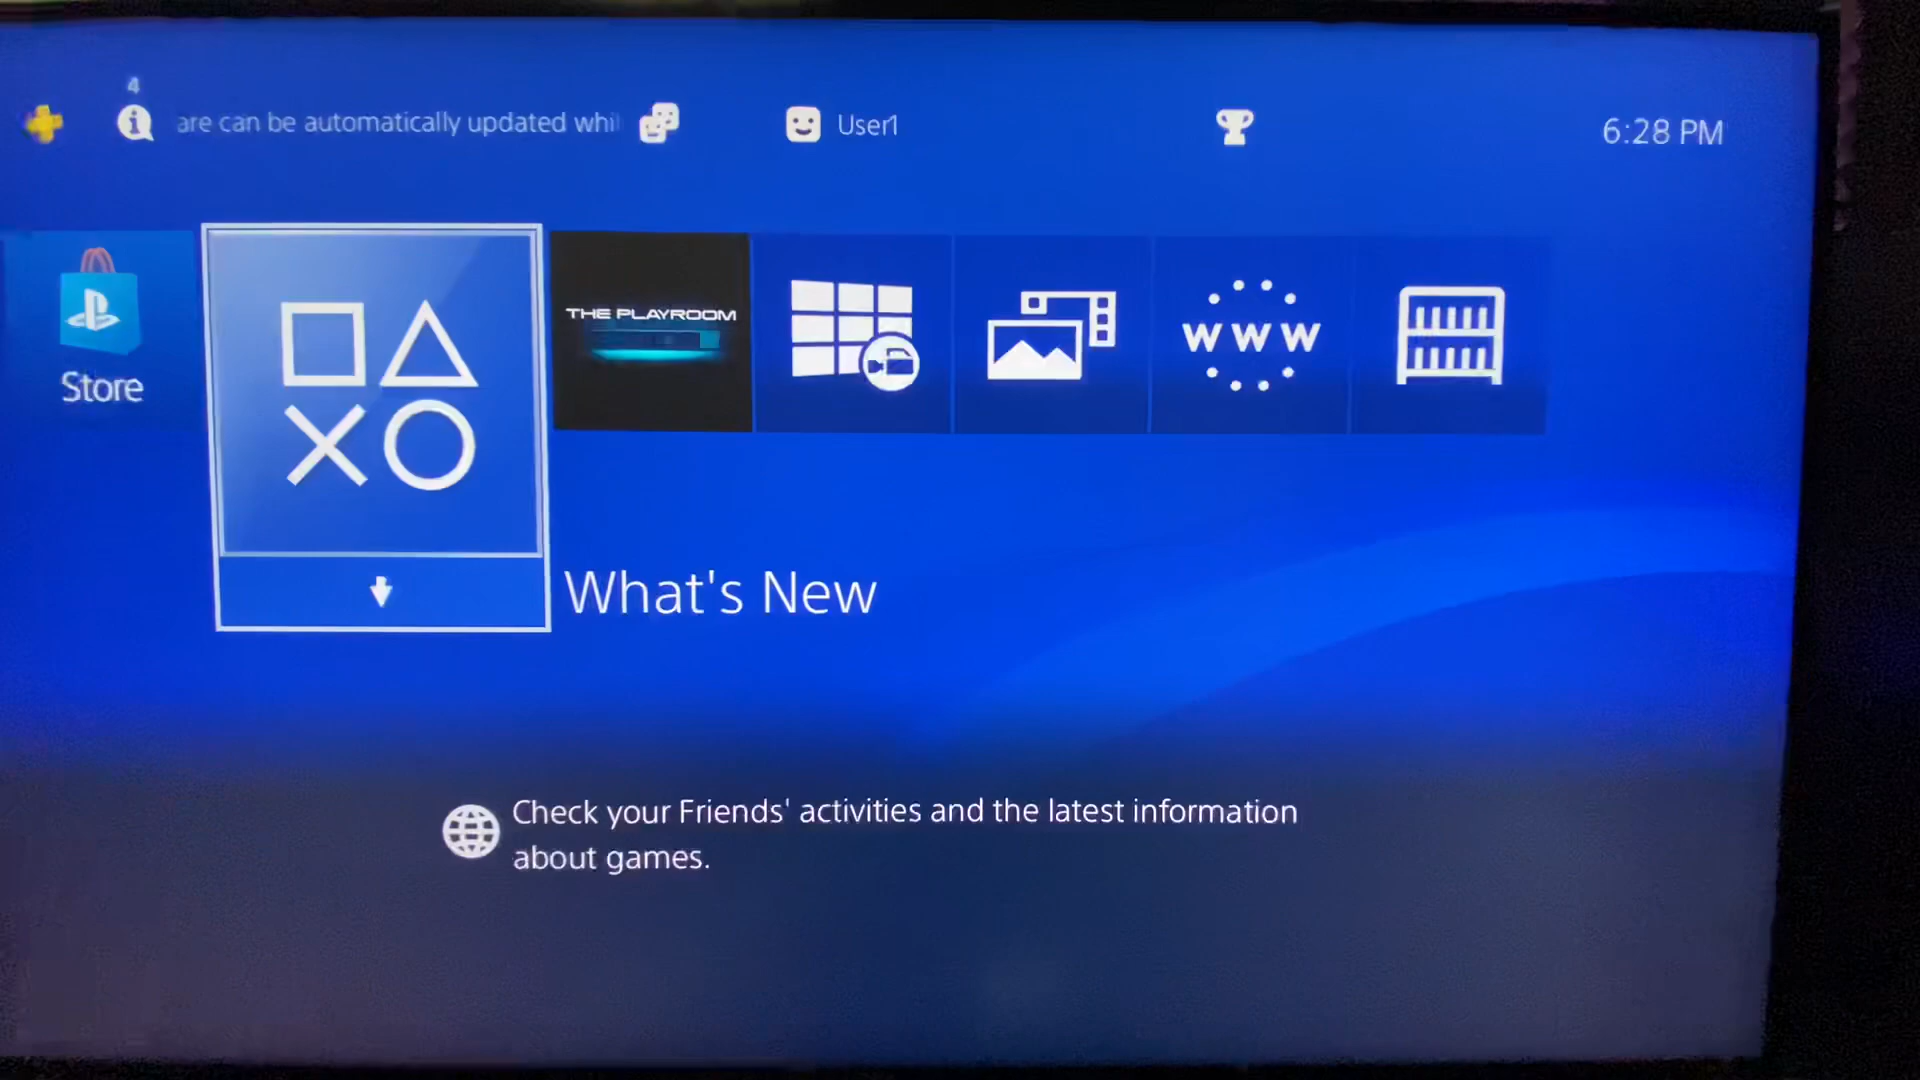 4
are can be automatically updated whil
User1
6:28 PM
Store
THE PLAYROOM
WWW
What's New
Check your Friends' activities and the latest information
about games.